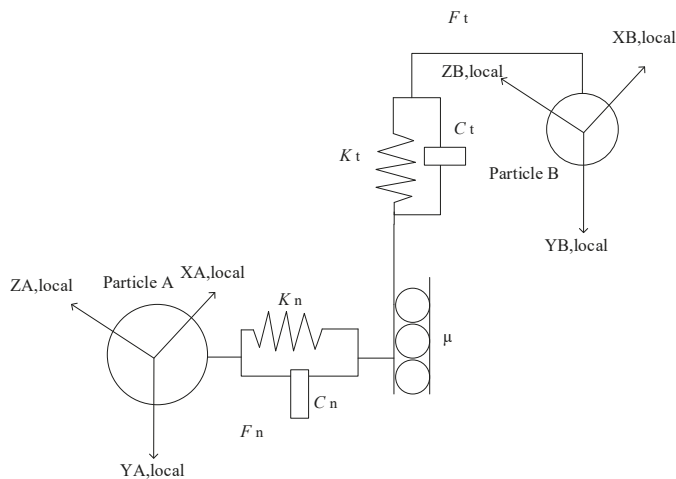 F t
XB,local
ZB,local
C t
K t
Particle B
YB,local
ZA,local
Particle A
XA,local
K n
μ
C n
F n
YA,local